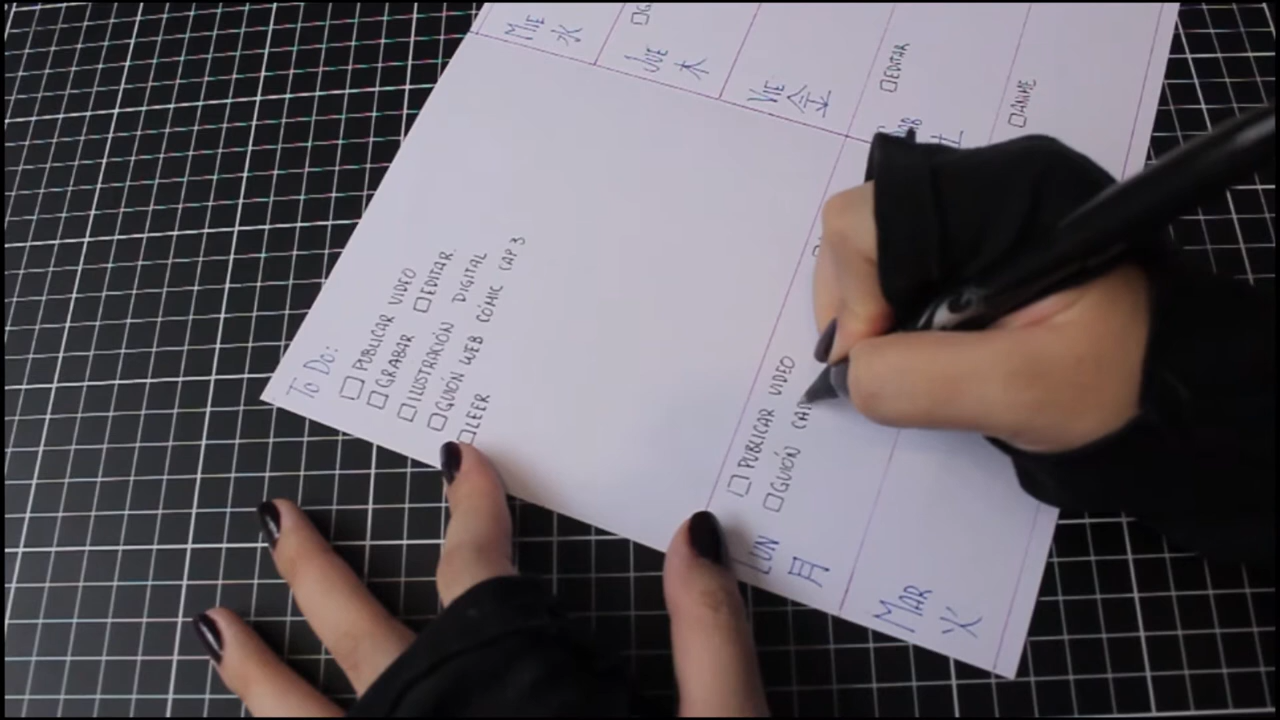 To Do:
PUBLICAR VIDEO
GRABAR EDITAR
ILUSTRACIÓN DIGITAL
GUIÓN WEB CÓMIC CAP 3
LEER
LUN
月
PUBLICAR VIDEO
GUIÓN CAP
MAR
火
MIE
水
JUE
木
VIE
金
EDITAR
ANIME